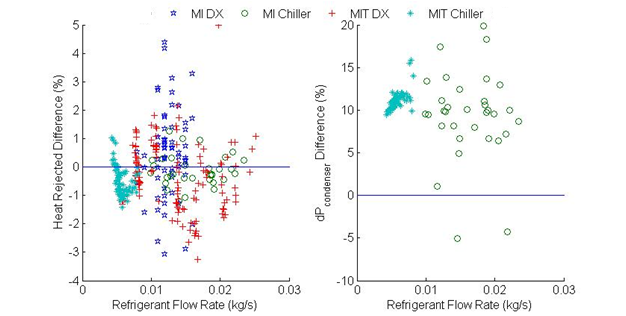 MI DX MI Chiller MIT DX MIT Chiller
Heat Rejected Difference (%)
5
4
3
2
1
0
-1
-2
-3
-4
0 0.01 0.02 0.03
Refrigerant Flow Rate (kg/s)
dP condenser Difference (%)
20
15
10
5
0
-5
-10
0 0.01 0.02 0.03
Refrigerant Flow Rate (kg/s)